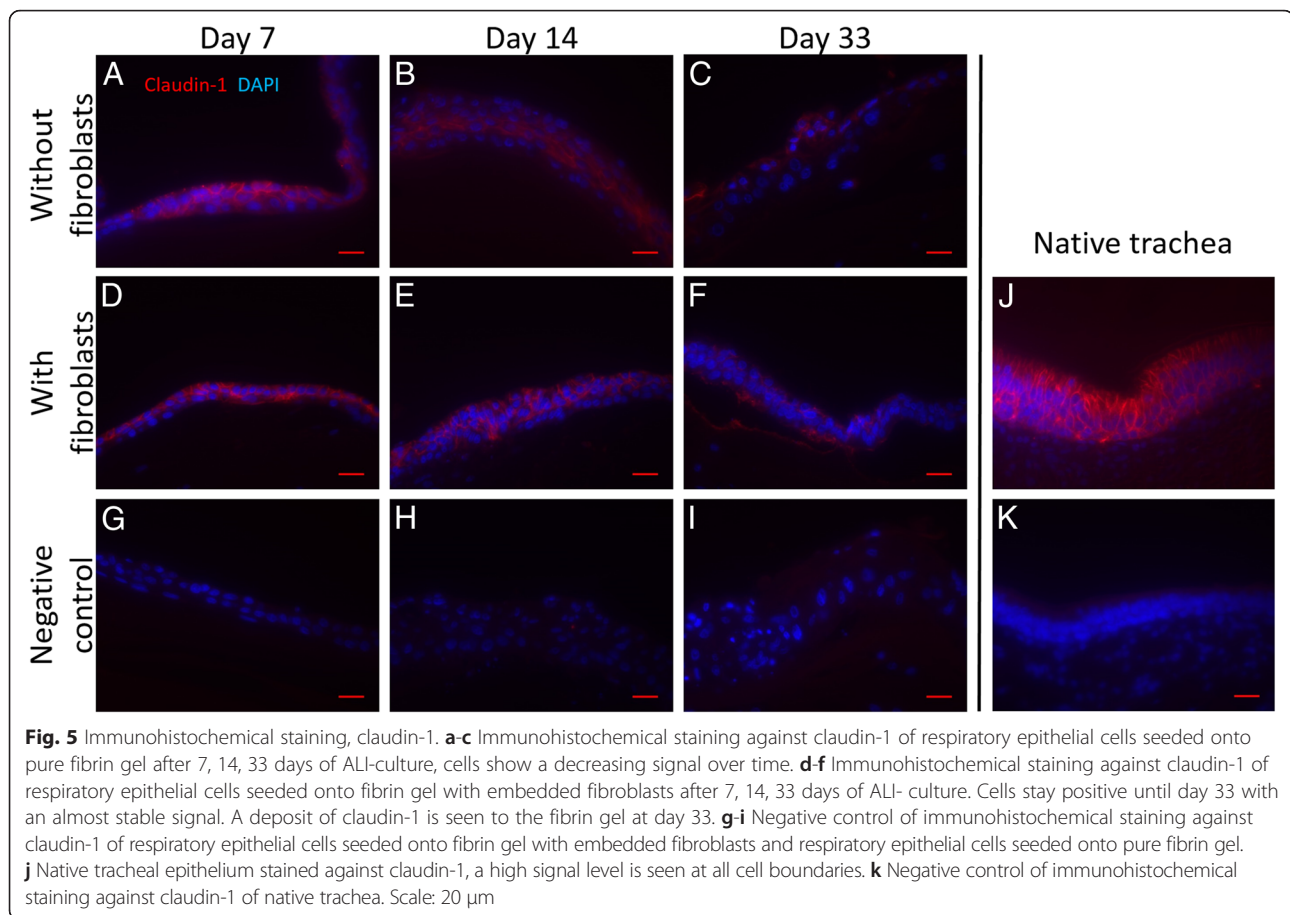 Day 7
Day 14
Day 33
Without fibroblasts
A
Claudin-1 DAPI
B
C
Native trachea
With fibroblasts
D
E
F
J
Negative control
G
H
I
K
Fig. 5 Immunohistochemical staining, claudin-1. a-c Immunohistochemical staining against claudin-1 of respiratory epithelial cells seeded onto
pure fibrin gel after 7, 14, 33 days of ALI-culture, cells show a decreasing signal over time. d-f Immunohistochemical staining against claudin-1 of
respiratory epithelial cells seeded onto fibrin gel with embedded fibroblasts after 7, 14, 33 days of ALI- culture. Cells stay positive until day 33 with
an almost stable signal. A deposit of claudin-1 is seen to the fibrin gel at day 33. g-i Negative control of immunohistochemical staining against
claudin-1 of respiratory epithelial cells seeded onto fibrin gel with embedded fibroblasts and respiratory epithelial cells seeded onto pure fibrin gel.
j Native tracheal epithelium stained against claudin-1, a high signal level is seen at all cell boundaries. k Negative control of immunohistochemical
staining against claudin-1 of native trachea. Scale: 20 μm